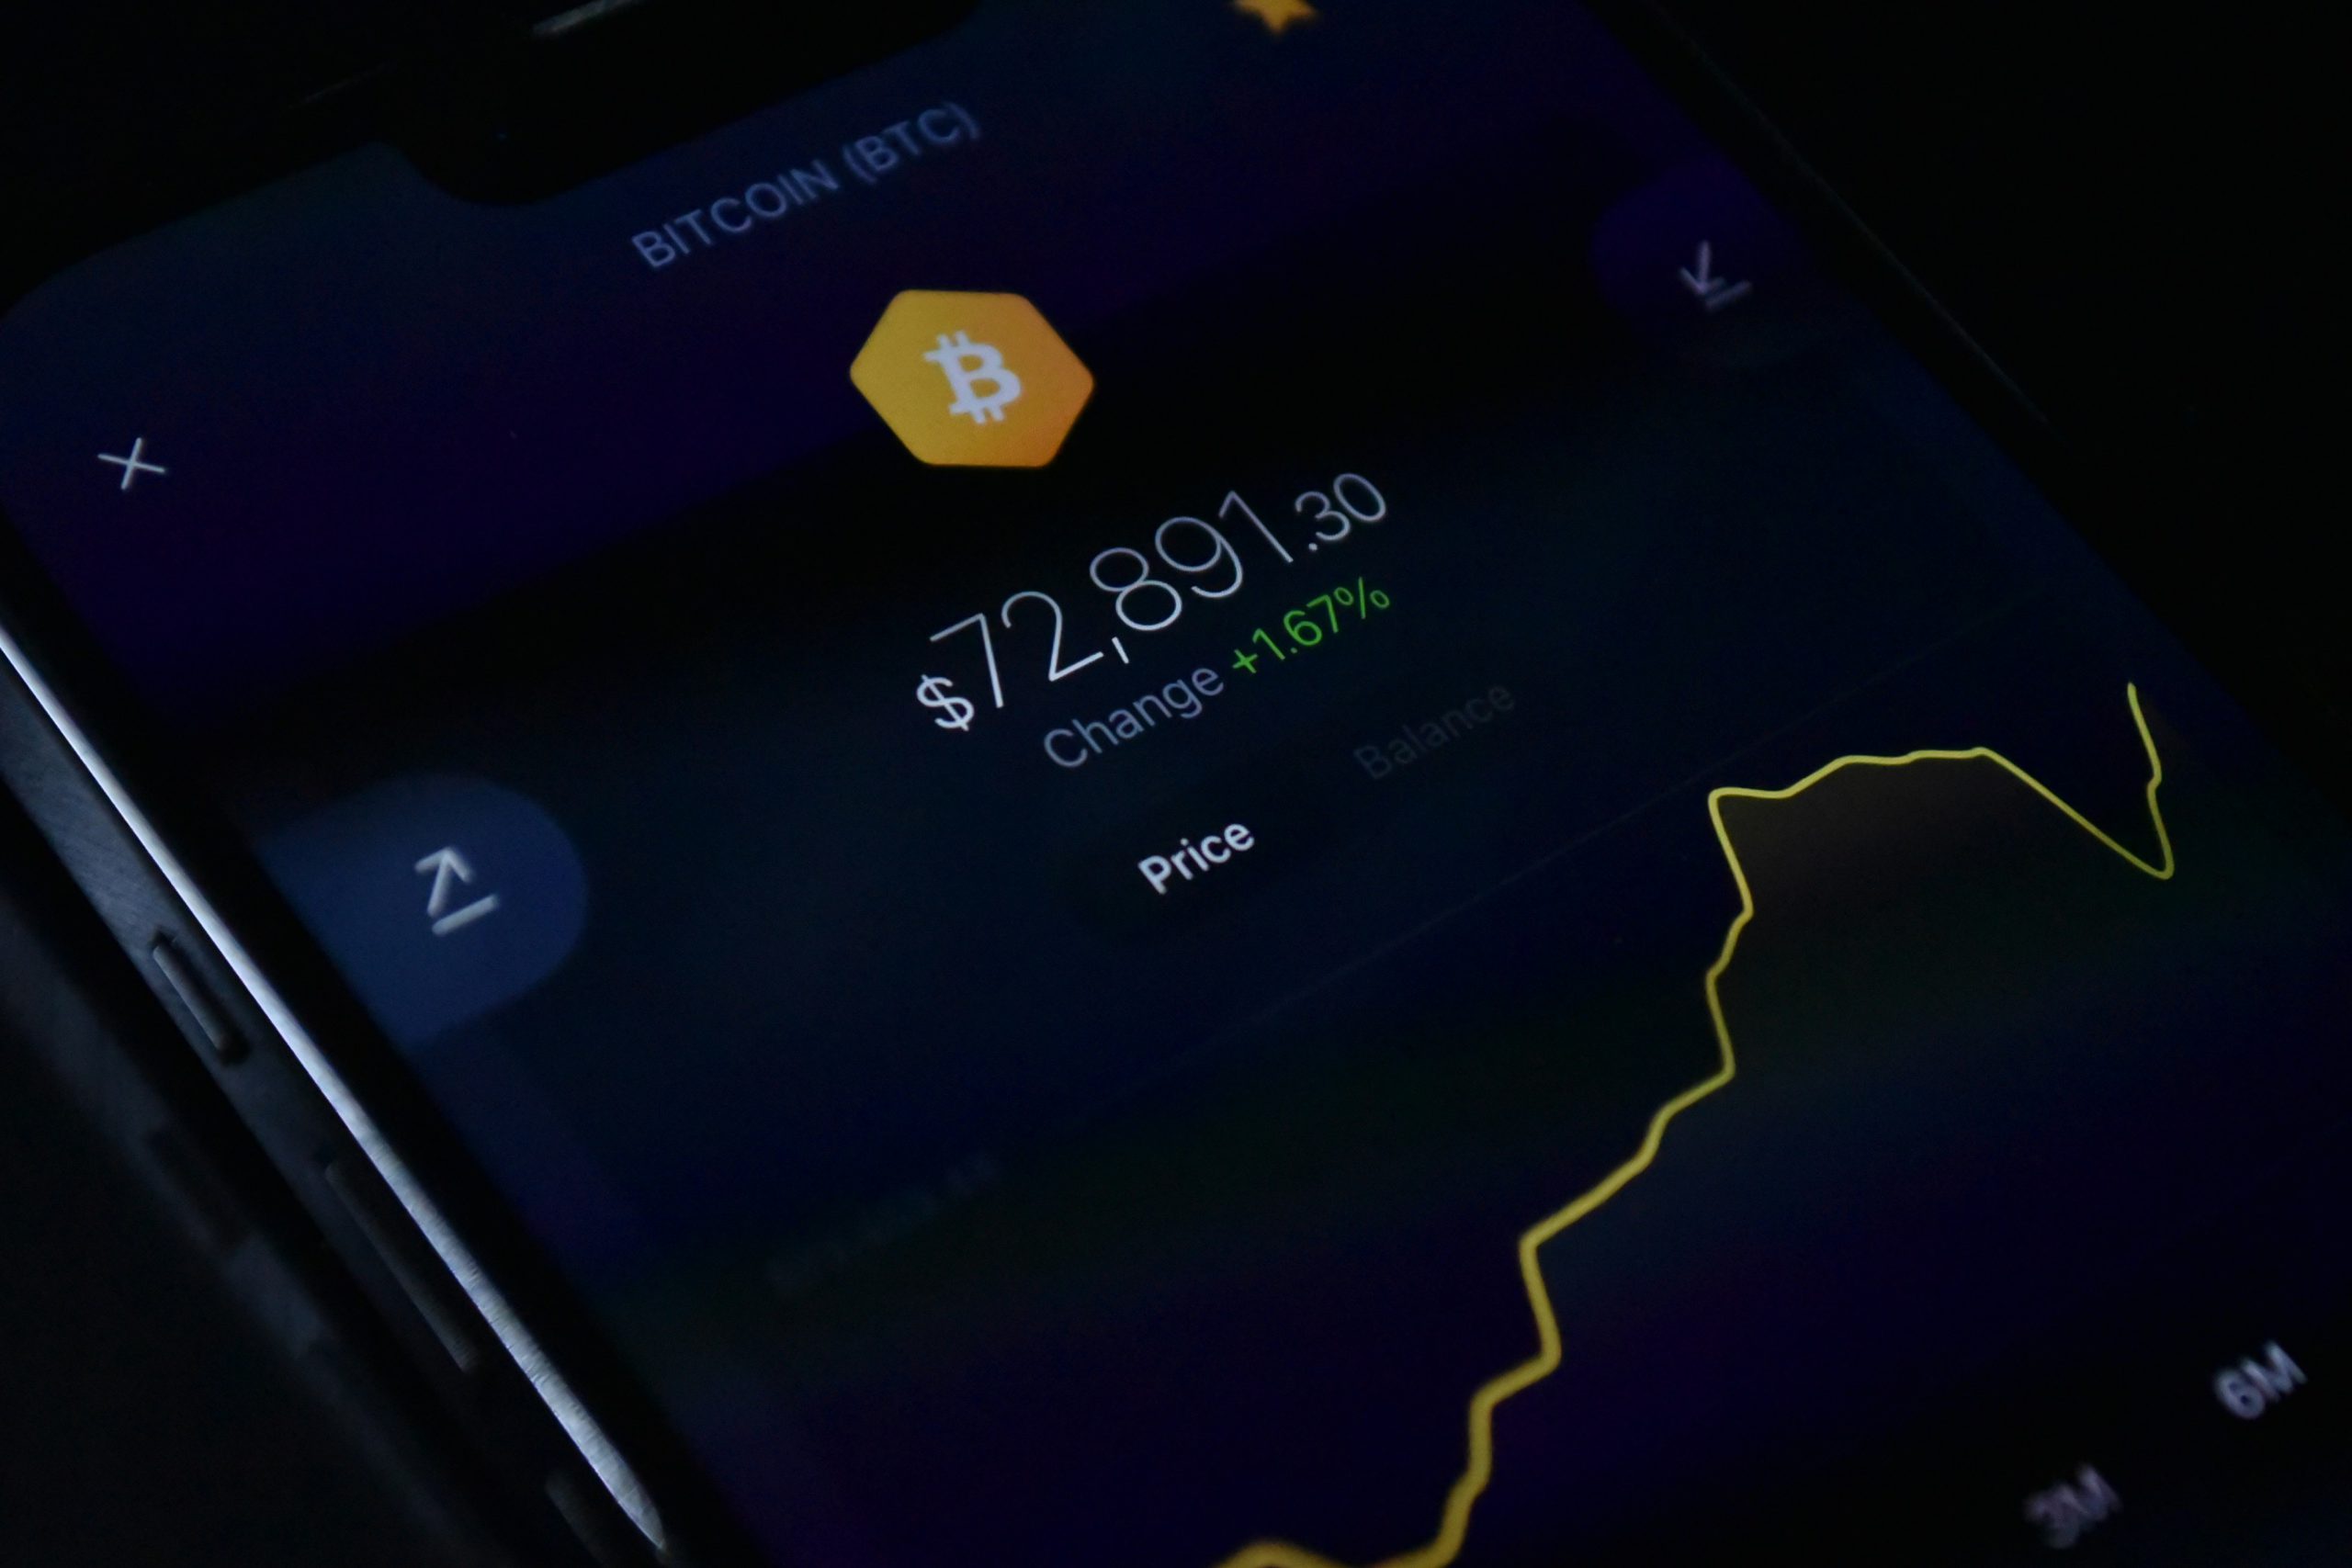 BITCOIN (BTC)
$72,891.30
Change +1.67%
Price Balance
3M 6M